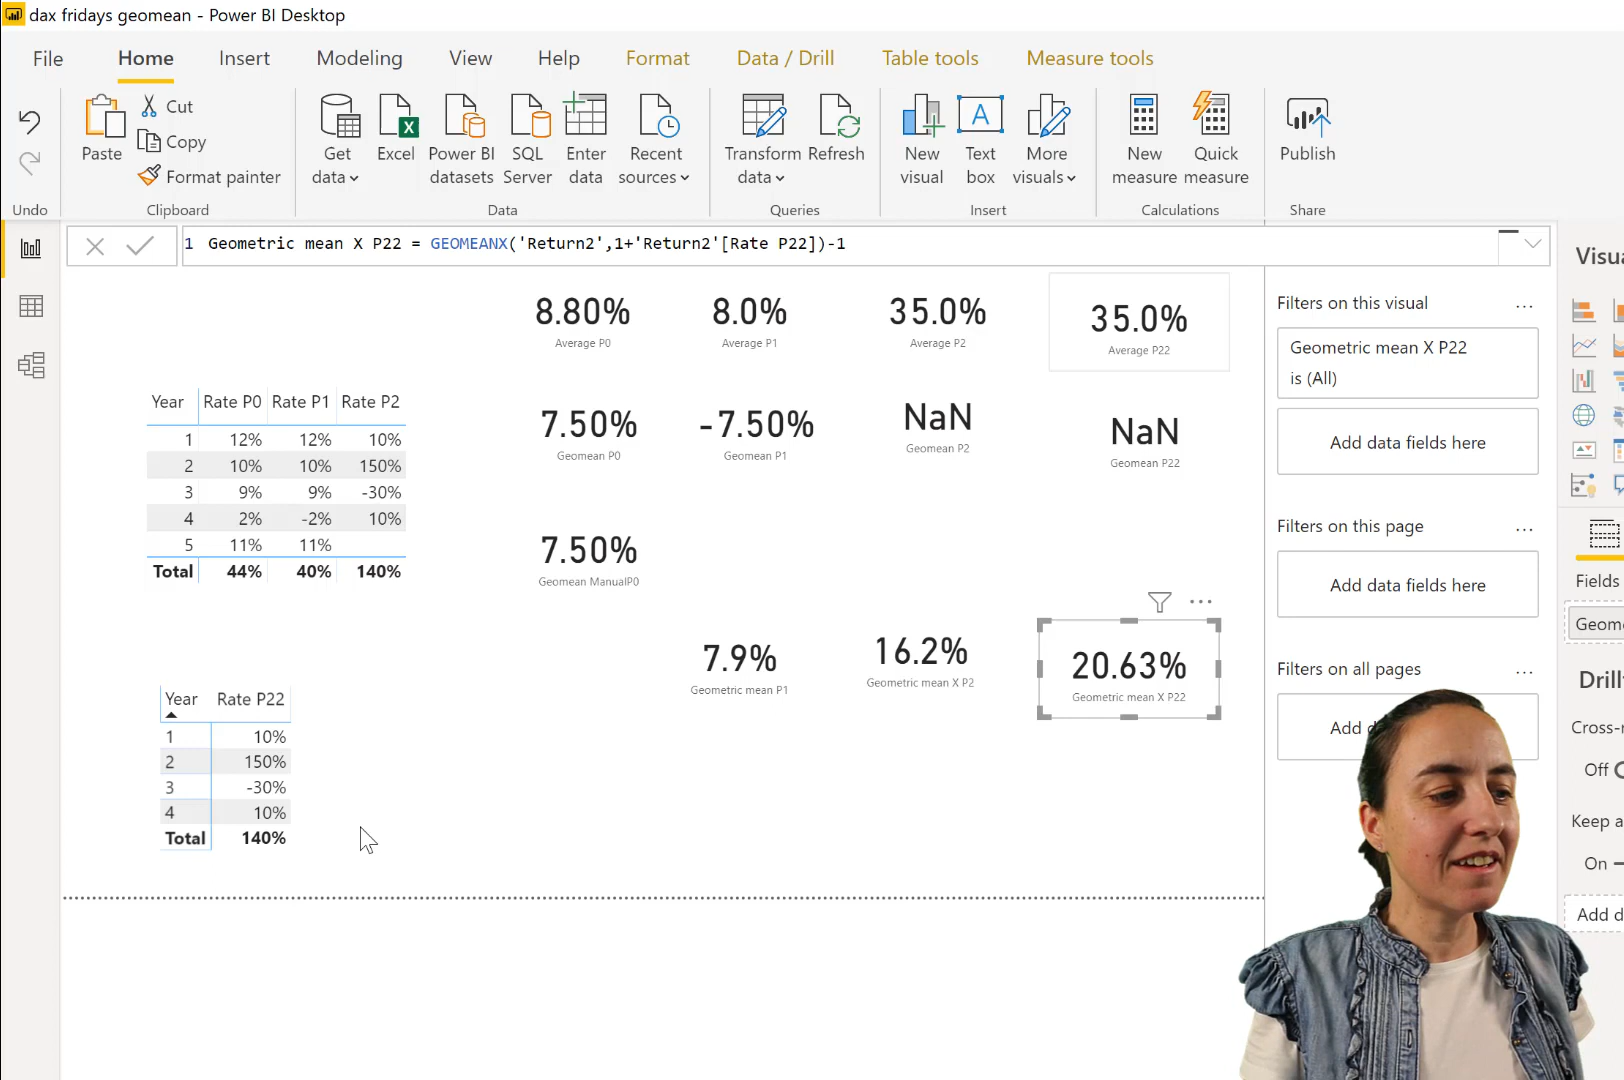 dax fridays geomean - Power BI Desktop
File Home Insert Modeling View Help Format Data / Drill Table tools Measure tools
Paste
Cut
Copy
Format painter
Get data
Excel
Power BI datasets
SQL Server
Enter data
Recent sources
Transform data
Refresh
New visual
Text box
More visuals
New measure
Quick measure
Publish
Undo Clipboard Data Queries Insert Calculations Share
1 Geometric mean X P22 = GEOMEANX('Return2',1+'Return2'[Rate P22])-1
8.80%
Average P0
8.0%
Average P1
35.0%
Average P2
35.0%
Average P22
7.50%
Geomean P0
-7.50%
Geomean P1
NaN
Geomean P2
NaN
Geomean P22
Year Rate P0 Rate P1 Rate P2
1 12% 12% 10%
2 10% 10% 150%
3 9% 9% -30%
4 2% -2% 10%
5 11% 11%
Total 44% 40% 140%
7.50%
Geomean ManualP0
7.9%
Geometric mean P1
16.2%
Geometric mean X P2
20.63%
Geometric mean X P22
Year Rate P22
1 10%
2 150%
3 -30%
4 10%
Total 140%
Filters on this visual ...
Geometric mean X P22
is (All)
Add data fields here
Filters on this page ...
Add data fields here
Filters on all pages ...
Add d
Visua
Fields
Geome
Drill
Cross-r
Off
Keep a
On
Add d